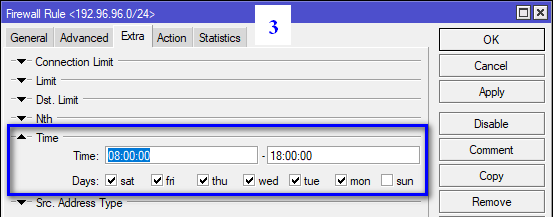 Firewall Rule <192.96.96.0/24>
General Advanced Extra Action Statistics
3
Connection Limit
Limit
Dst. Limit
Nth
Time
Time: 08:00:00 - 18:00:00
Days: sat fri thu wed tue mon sun
Src. Address Type
OK
Cancel
Apply
Disable
Comment
Copy
Remove